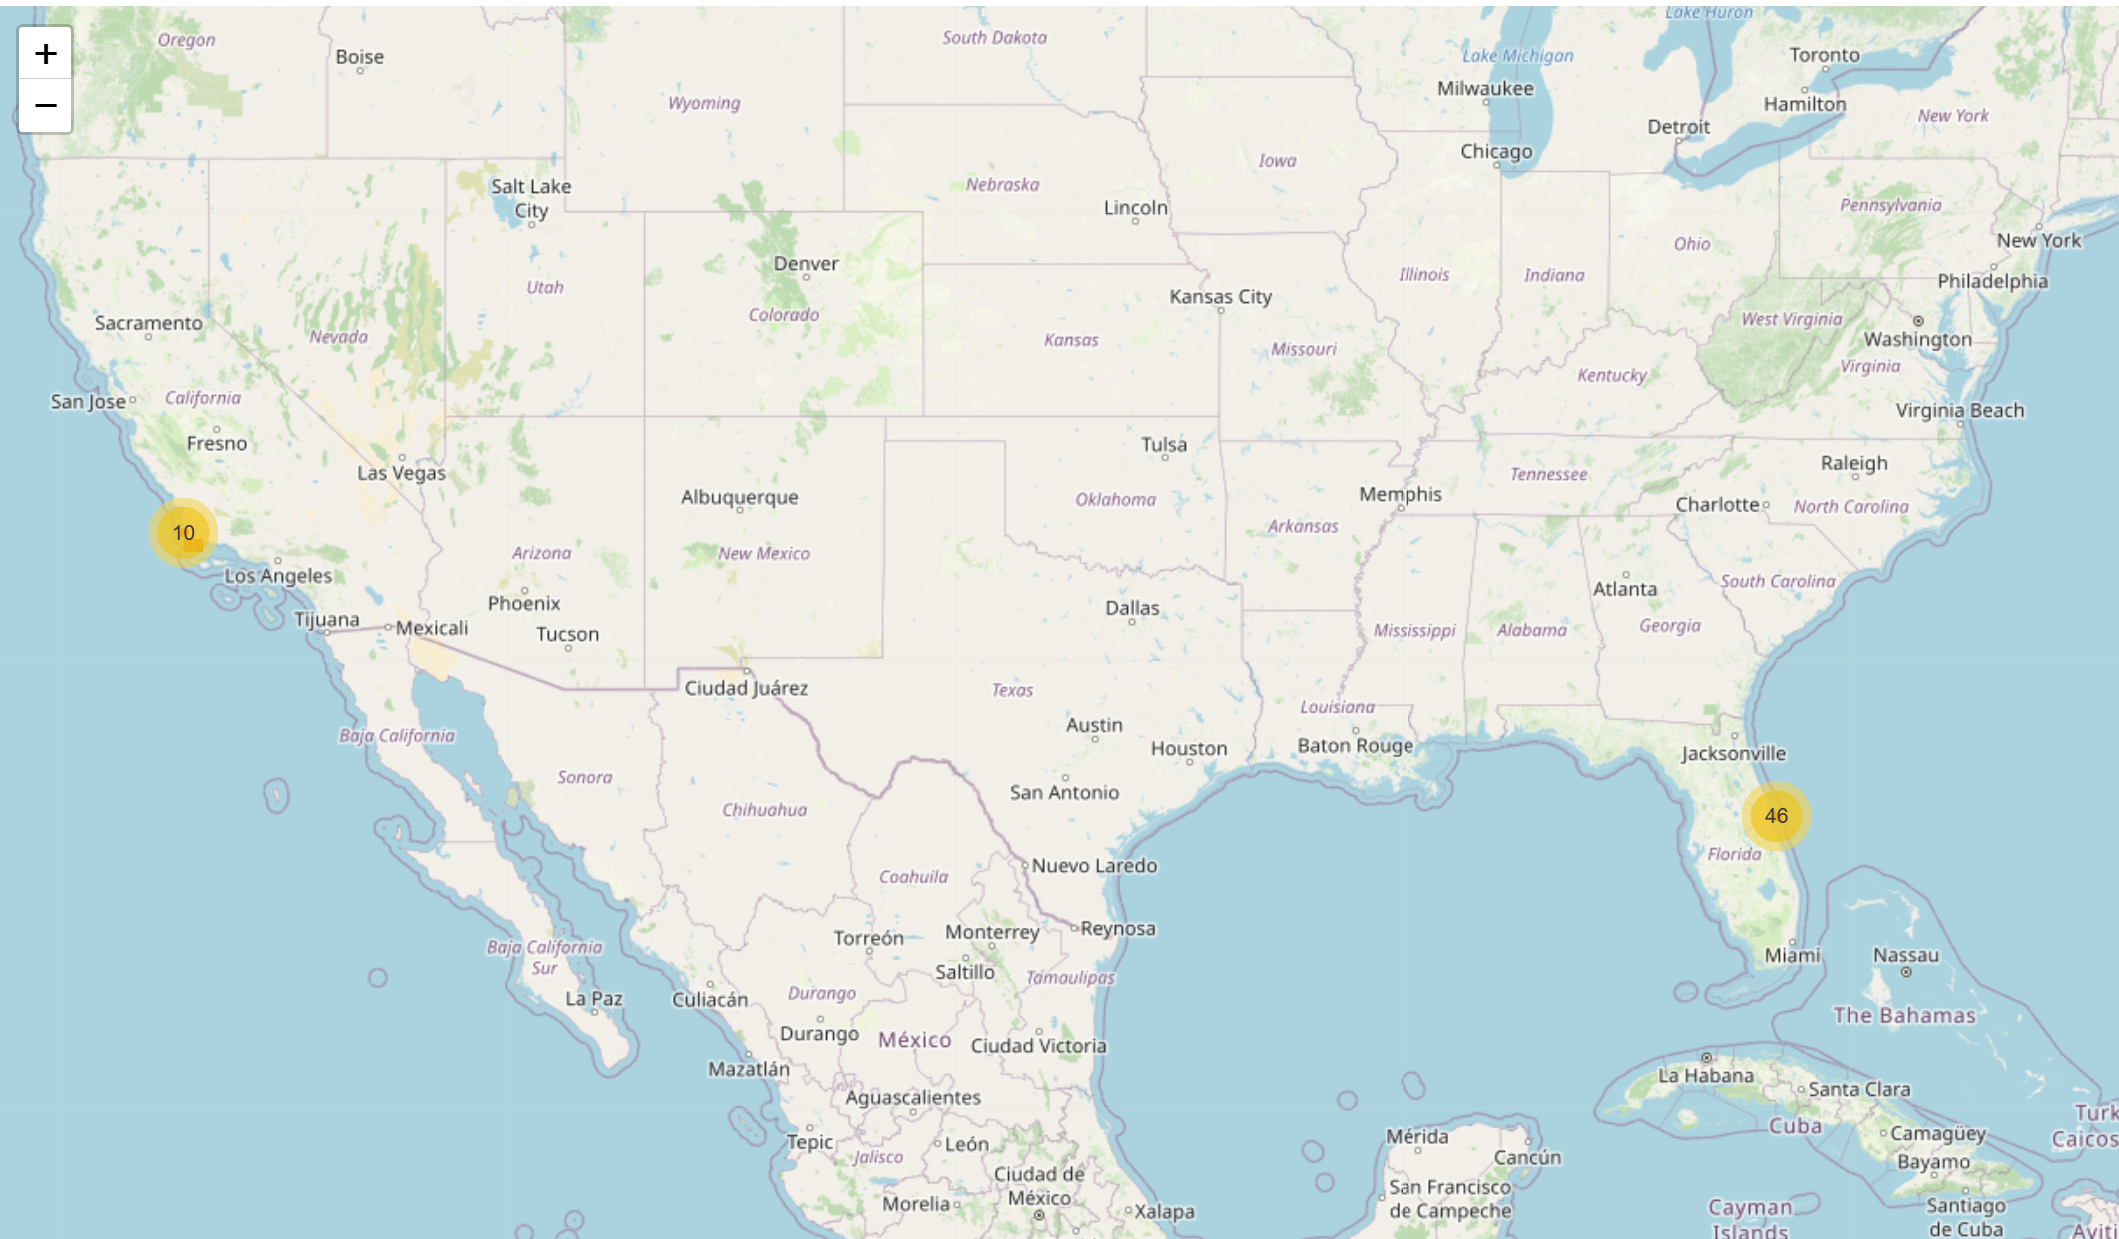 Lake Huron
+
Oregon
South Dakota
Boise
Lake Michigan
Toronto
Milwaukee
−
Wyoming
Hamilton
New York
Detroit
Chicago
Iowa
Salt Lake
City
Nebraska
Lincoln
Pennsylvania
New York
Ohio
Denver
Utah
Illinois
Indiana
Philadelphia
Kansas City
Colorado
Sacramento
West Virginia
Nevada
Kansas
Missouri
Washington
Virginia
Kentucky
San Jose
California
Virginia Beach
Fresno
Tulsa
Las Vegas
Raleigh
Tennessee
Albuquerque
Oklahoma
Memphis
Charlotte
North Carolina
10
Arkansas
Arizona
New Mexico
Los Angeles
South Carolina
Atlanta
Phoenix
Dallas
Tijuana
Mexicali
Tucson
Mississippi
Alabama
Georgia
Ciudad Juárez
Texas
Louisiana
Austin
Baja California
Houston
Baton Rouge
Jacksonville
Sonora
San Antonio
Chihuahua
46
Florida
Nuevo Laredo
Coahuila
Reynosa
Monterrey
Torreón
Baja California
Sur
Miami
Nassau
Saltillo
Tamaulipas
Durango
La Paz
Culiacán
The Bahamas
Durango
México
Ciudad Victoria
Mazatlán
La Habana
Santa Clara
Aguascalientes
Turk
Caicos
Cuba
Camagüey
Mérida
Tepic
León
Jalisco
Cancún
Bayamo
Ciudad de
México
San Francisco
de Campeche
Morelia
Xalapa
Cayman
Islands
Santiago
de Cuba
Ayiti